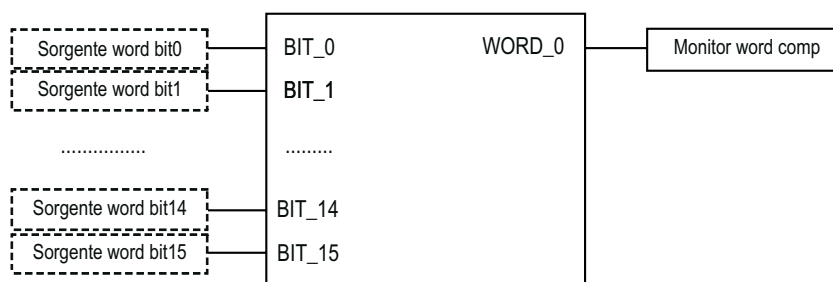 Sorgente word bit0 BIT_0 WORD_0 Monitor word comp
Sorgente word bit1 BIT_1
................ .........
Sorgente word bit14 BIT_14
Sorgente word bit15 BIT_15